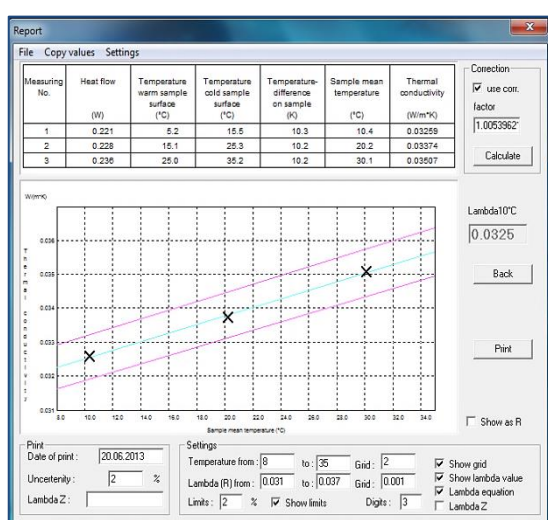 Report
File Copy values Settings
Measuring No. Heat flow (W) Temperature warm sample surface (°C) Temperature cold sample surface (°C) Temperature-difference on sample (K) Sample mean temperature (°C) Thermal conductivity (W/m*K)
1 0.221 5.2 15.5 10.3 10.4 0.03259
2 0.228 15.1 25.3 10.2 20.2 0.03374
3 0.236 25.0 35.2 10.2 30.1 0.03507
Correction
use corr.
factor
1.0053962
Calculate
W/(m*K)
Thermal conductivity
0.036
0.035
0.034
0.033
0.032
0.031
8.0 10.0 12.0 14.0 16.0 18.0 20.0 22.0 24.0 26.0 28.0 30.0 32.0 34.0
Sample mean temperature (°C)
Lambda10°C
0.0325
Back
Print
Show as R
Print
Date of print : 20.06.2013
Uncertenity : 2 %
Lambda Z :
Settings
Temperature from : 8 to : 35 Grid : 2
Lambda (R) from : 0.031 to : 0.037 Grid : 0.001
Limits : 2 % Show limits Digits : 3
Show grid
Show lambda value
Lambda equation
Lambda Z